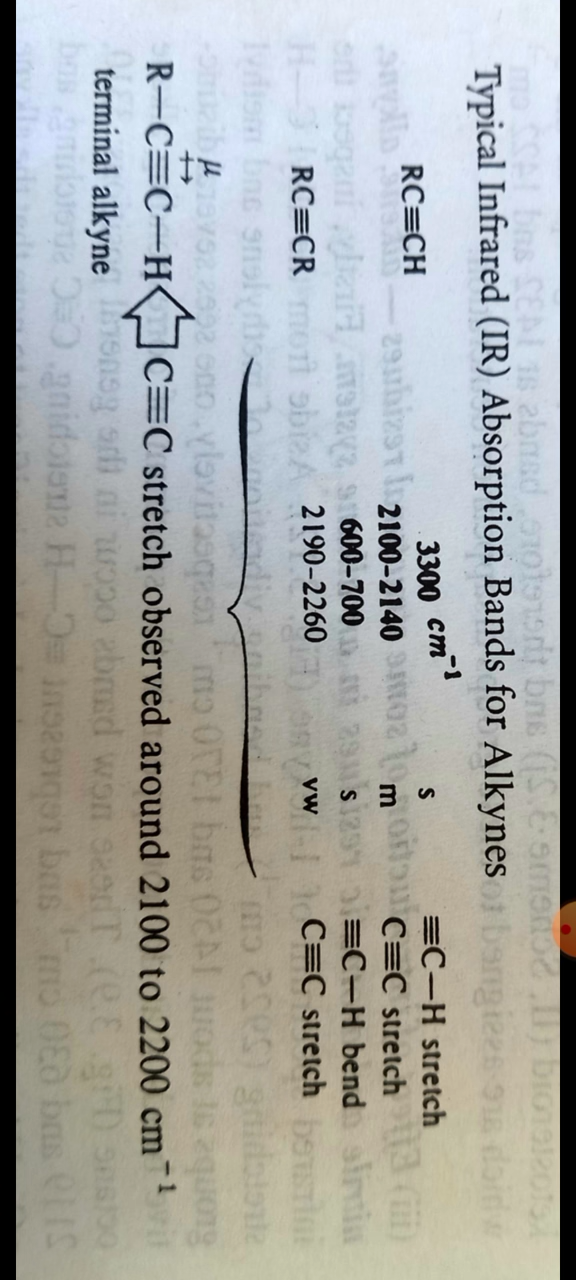 Typical Infrared (IR) Absorption Bands for Alkynes
RC≡CH 3300 cm⁻¹ s ≡C—H stretch
2100-2140 m C≡C stretch
600-700 s ≡C—H bend
RC≡CR 2190-2260 vw C≡C stretch
μ
R—C≡C—H C≡C stretch observed around 2100 to 2200 cm⁻¹
terminal alkyne